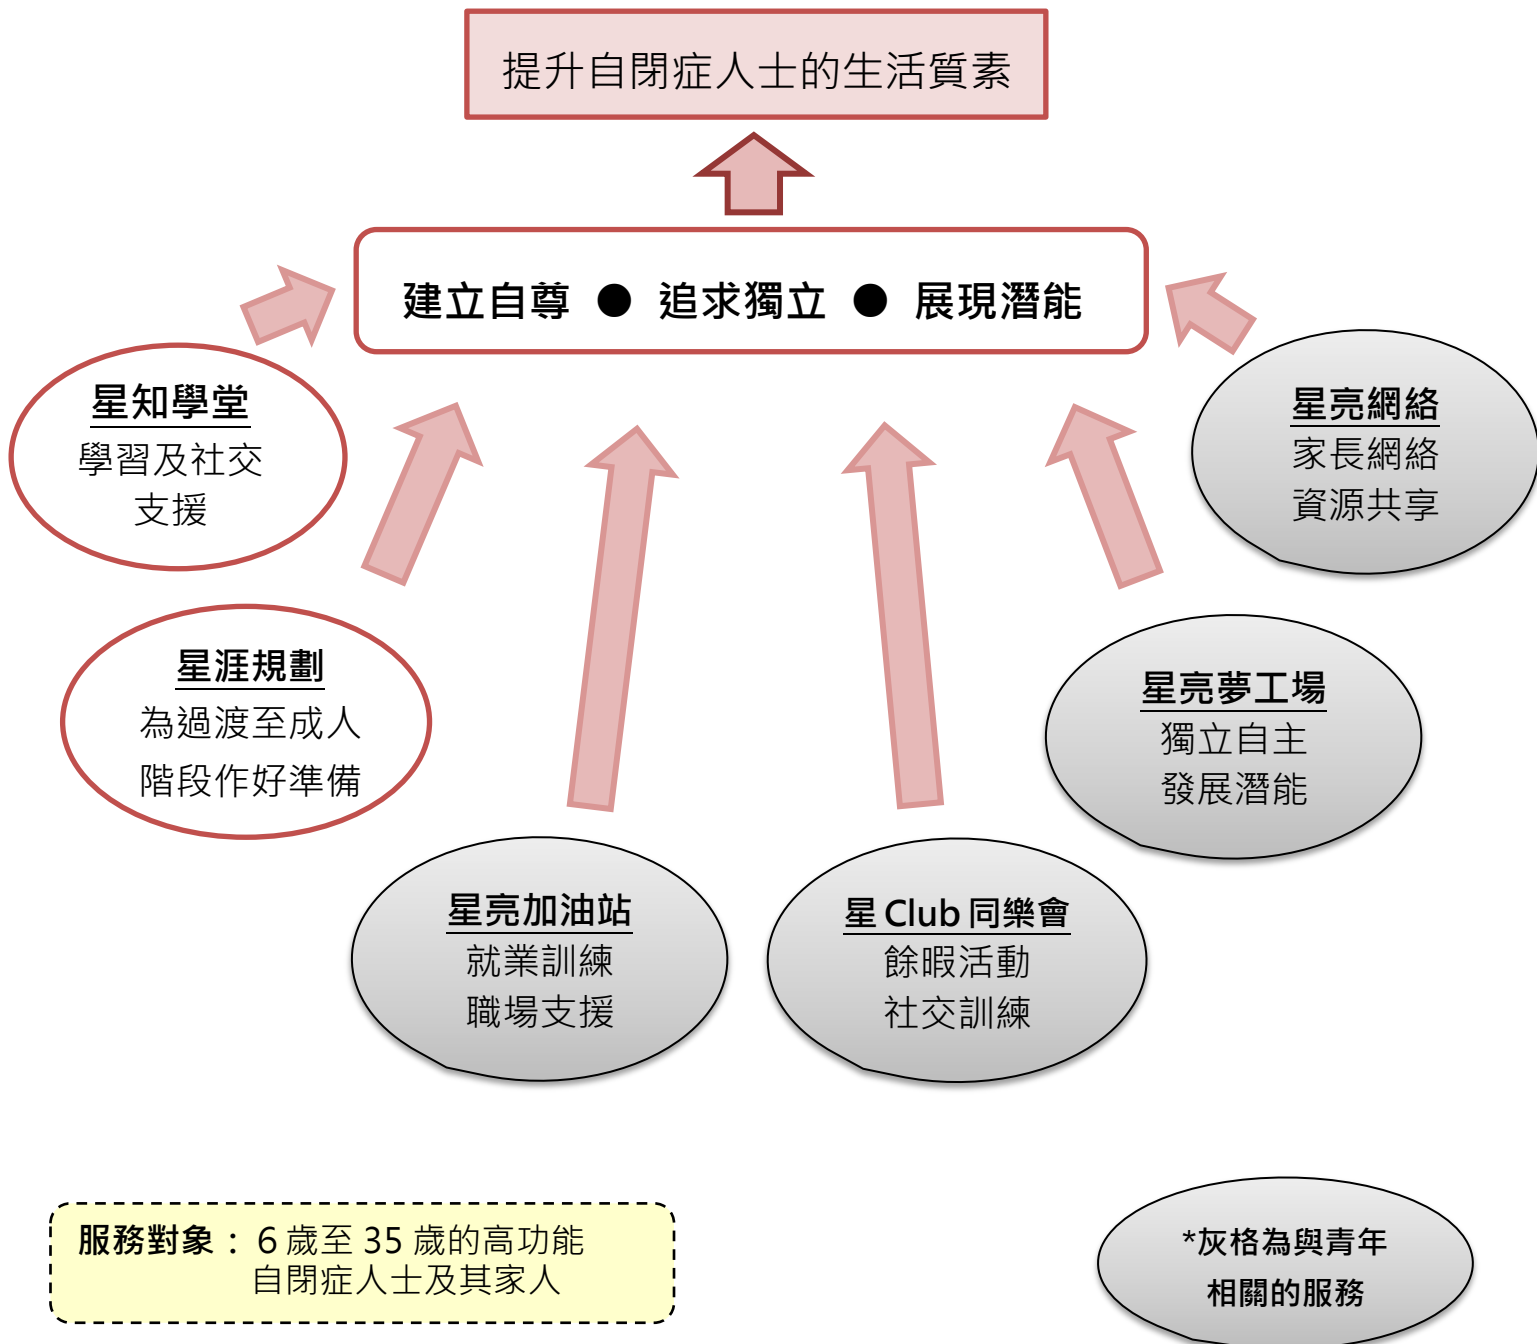 提升自閉症人士的生活質素
建立自尊 ● 追求獨立 ● 展現潛能
星知學堂
學習及社交
支援
星亮網絡
家長網絡
資源共享
星涯規劃
為過渡至成人
階段作好準備
星亮夢工場
獨立自主
發展潛能
星亮加油站
就業訓練
職場支援
星 Club 同樂會
餘暇活動
社交訓練
服務對象：6 歲至 35 歲的高功能
自閉症人士及其家人
*灰格為與青年
相關的服務